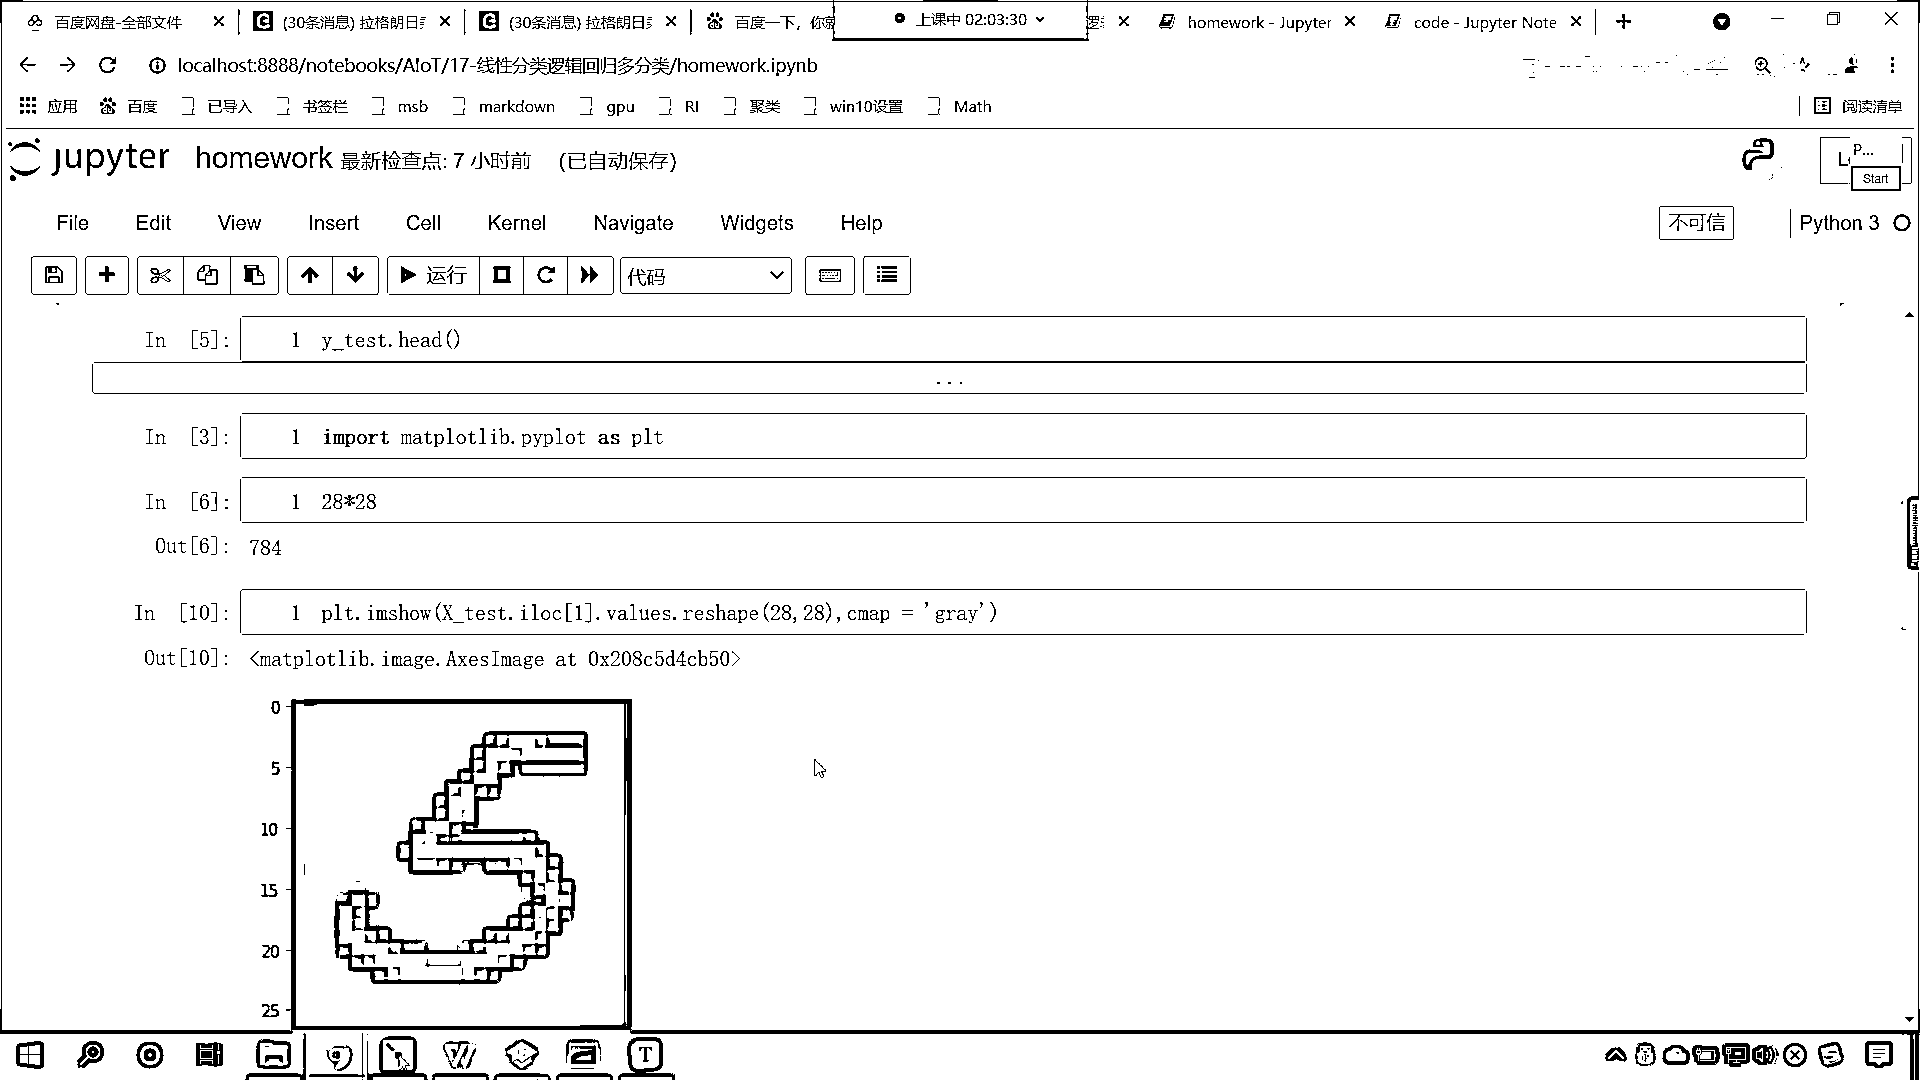 百度网盘-全部文件
(30条消息) 拉格朗日
(30条消息) 拉格朗日
百度一下，你
上课中 02:03:30
homework - Jupyter
code - Jupyter Note
localhost:8888/notebooks/AIoT/17-线性分类逻辑回归多分类/homework.ipynb
应用 百度 已导入 书签栏 msb markdown gpu RI 聚类 win10设置 Math 阅读清单
jupyter homework 最新检查点: 7 小时前 (已自动保存)
P...
Start
File Edit View Insert Cell Kernel Navigate Widgets Help 不可信 Python 3
运行 代码
In [5]: 1 y_test.head()
...
In [3]: 1 import matplotlib.pyplot as plt
In [6]: 1 28*28
Out[6]: 784
In [10]: 1 plt.imshow(X_test.iloc[1].values.reshape(28,28),cmap = 'gray')
Out[10]: <matplotlib.image.AxesImage at 0x208c5d4cb50>
0
5
10
15
20
25
5
T